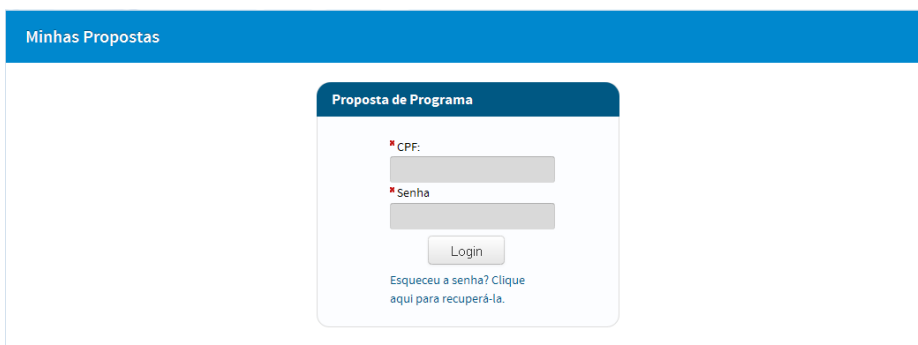 Minhas Propostas
Proposta de Programa
CPF:
Senha
Login
Esqueceu a senha? Clique
aqui para recuperá-la.